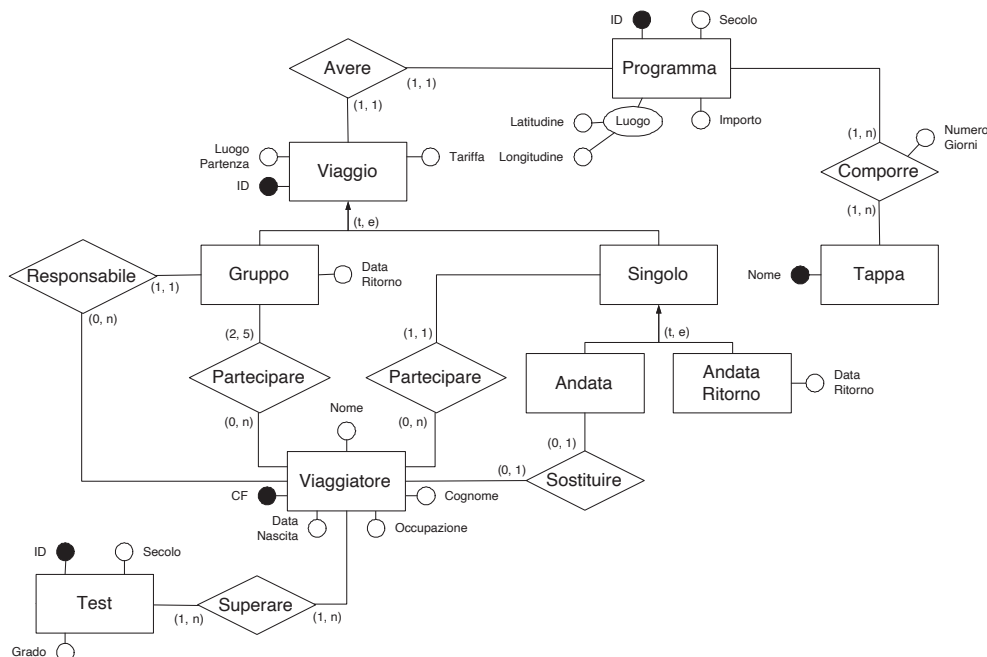 ID
Secolo
Programma
Avere
(1, 1)
(1, 1)
Latitudine
Luogo
Importo
Longitudine
(1, n)
Numero
Giorni
Comporre
(1, n)
Luogo
Partenza
Tariffa
Viaggio
ID
(t, e)
Responsabile
(1, 1)
(0, n)
Gruppo
Data
Ritorno
Singolo
Nome
Tappa
(2, 5)
(1, 1)
(t, e)
Partecipare
Partecipare
(0, n)
(0, n)
Andata
Andata
Ritorno
Data
Ritorno
Nome
(0, 1)
(0, 1)
Sostituire
Viaggiatore
CF
Cognome
Data
Nascita
Occupazione
ID
Secolo
Test
(1, n)
Superare
(1, n)
Grado